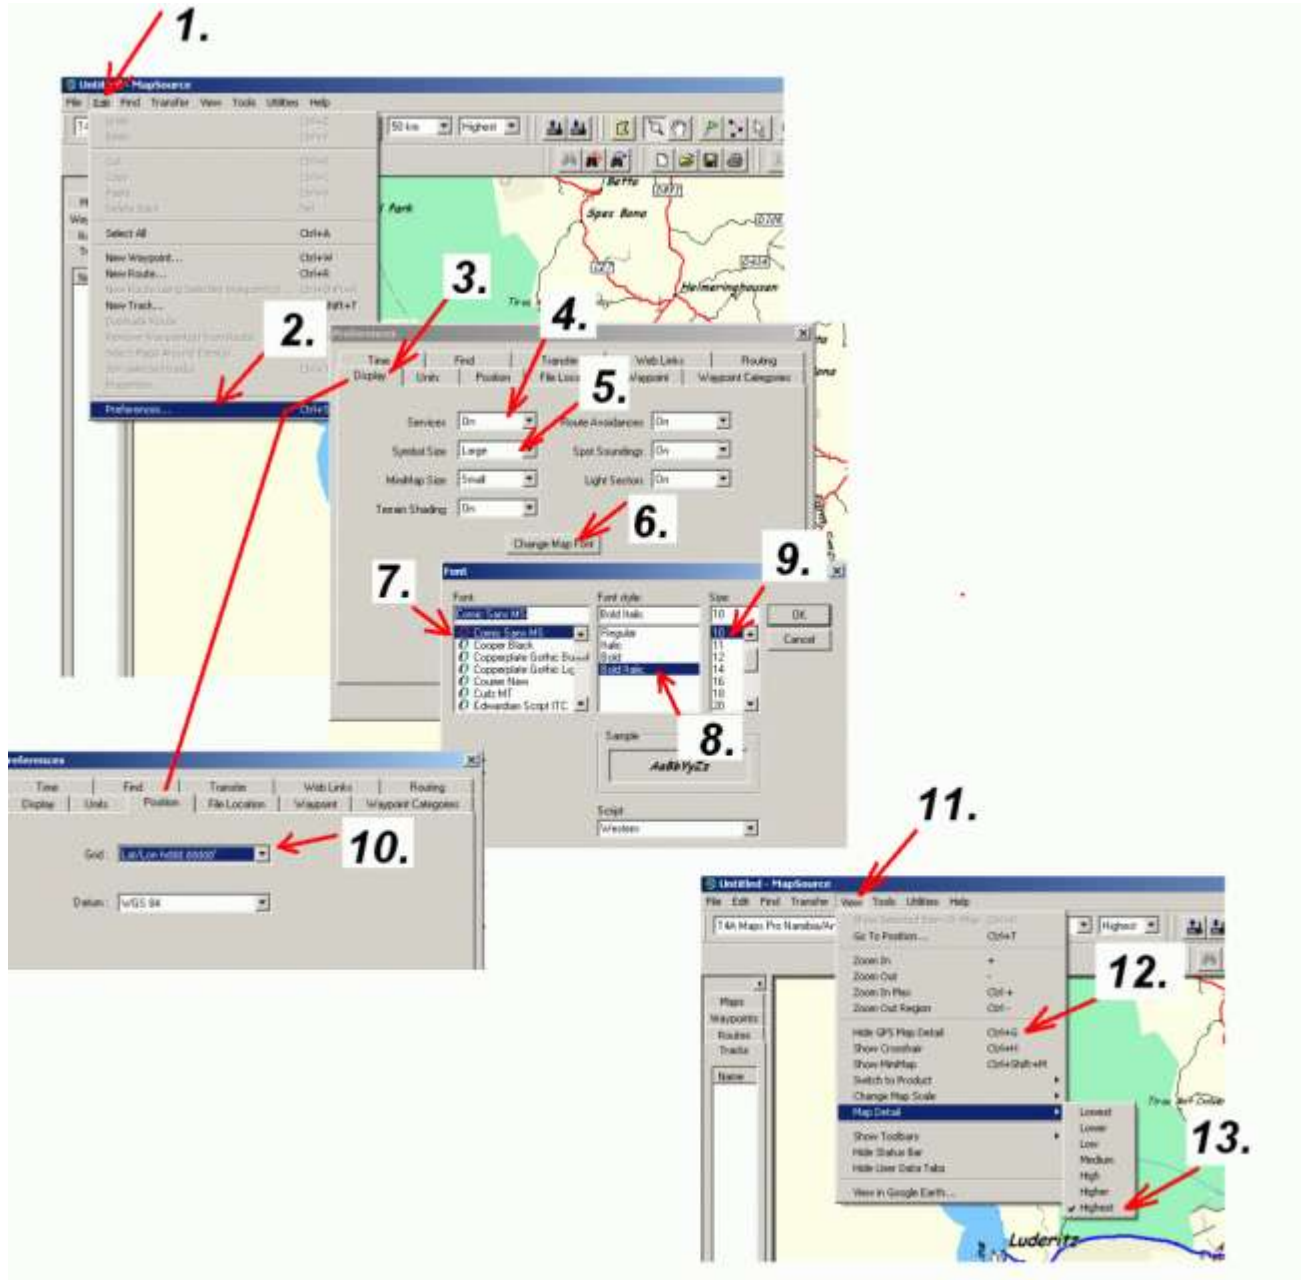 1.
Untitled - MapSource
File Edit Find Transfer View Tools Utilities Help
50 km Highest
Select All Ctrl+A
New Waypoint... Ctrl+W
New Route... Ctrl+R
New Track...
Preferences...
2.
Park
Betta
Spes Bona
Helmeringhausen
3.
4.
Preferences
Time Find Transfer Web Links Routing
Display Units Position Waypoint Waypoint Categories
5.
Services On Route Avoidances On
Symbol Size Large Spot Soundings On
MiniMap Size Small Light Sectors On
Terrain Shading On
6.
Change Map Font
7.
9.
Font
Font: Font style: Size:
Comic Sans MS Bold Italic 10
OK
Cancel
Comic Sans MS
Cooper Black
Copperplate Gothic
Copperplate Gothic
Courier New
Curlz MT
Edwardian Script ITC
Regular
Italic
Bold
Bold Italic
10
11
12
14
16
18
20
8.
Sample
AaBbYyZz
Script:
Western
Preferences
Time Find Transfer Web Links Routing
Display Units Position File Location Waypoint Waypoint Categories
Grid:
10.
Datum: WGS 84
11.
Untitled - MapSource
File Edit Find Transfer View Tools Utilities Help
T4A Maps Pro Highest
Go To Position... Ctrl+T
Zoom In +
Zoom Out -
Zoom Out Region Ctrl -
12.
Hide GPS Map Detail Ctrl+G
Show Crosshair Ctrl+H
Show MiniMap Ctrl+Shift+M
Switch to Product
Change Map Scale
Map Detail
Show Toolbars
Hide Status Bar
Hide User Data Tabs
View in Google Earth...
Lowest
Lower
Low
Medium
High
Higher
Highest
13.
Maps
Waypoints
Routes
Tracks
Name
Luderitz